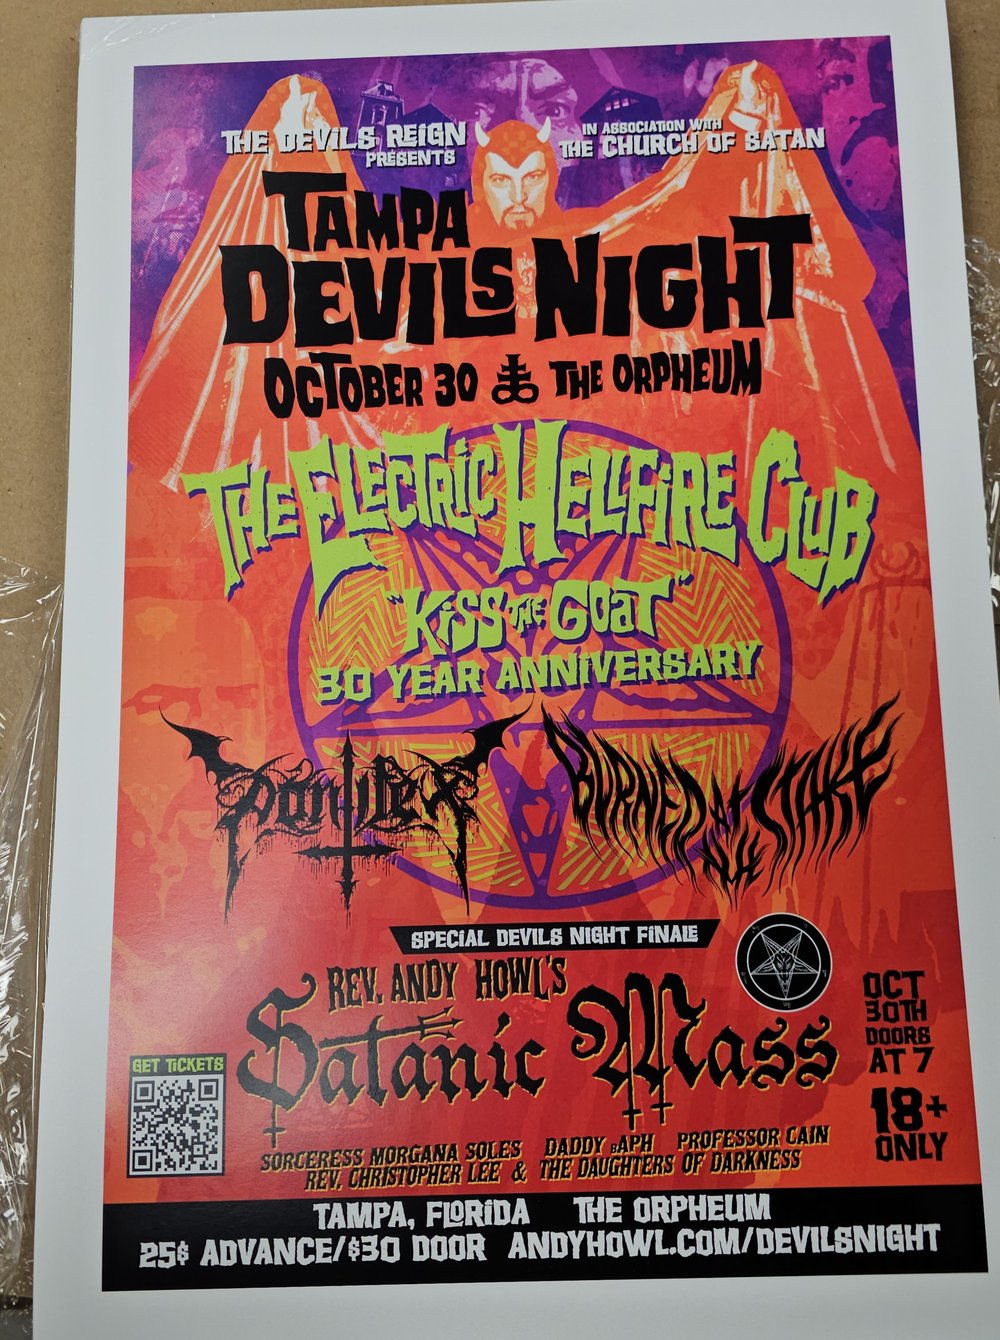 THE DEVILS REIGN
PRESENTS
IN ASSOCIATION WITH
THE CHURCH OF SATAN
TAMPA
DEVILS NIGHT
OCTOBER 30 THE ORPHEUM
THE ELECTRIC HELLFIRE CLUB
"KISS THE GOAT"
30 YEAR ANNIVERSARY
PONTIFEX
BURNED AT THE STAKE
SPECIAL DEVILS NIGHT FINALE
REV. ANDY HOWL'S
Satanic Mass
OCT
30TH
DOORS
AT 7
18+
ONLY
GET TICKETS
SORCERESS MORGANA SOLES DADDY BAPH PROFESSOR CAIN
REV. CHRISTOPHER LEE & THE DAUGHTERS OF DARKNESS
TAMPA, FLORIDA THE ORPHEUM
25$ ADVANCE/$30 DOOR ANDYHOWL.COM/DEVILSNIGHT